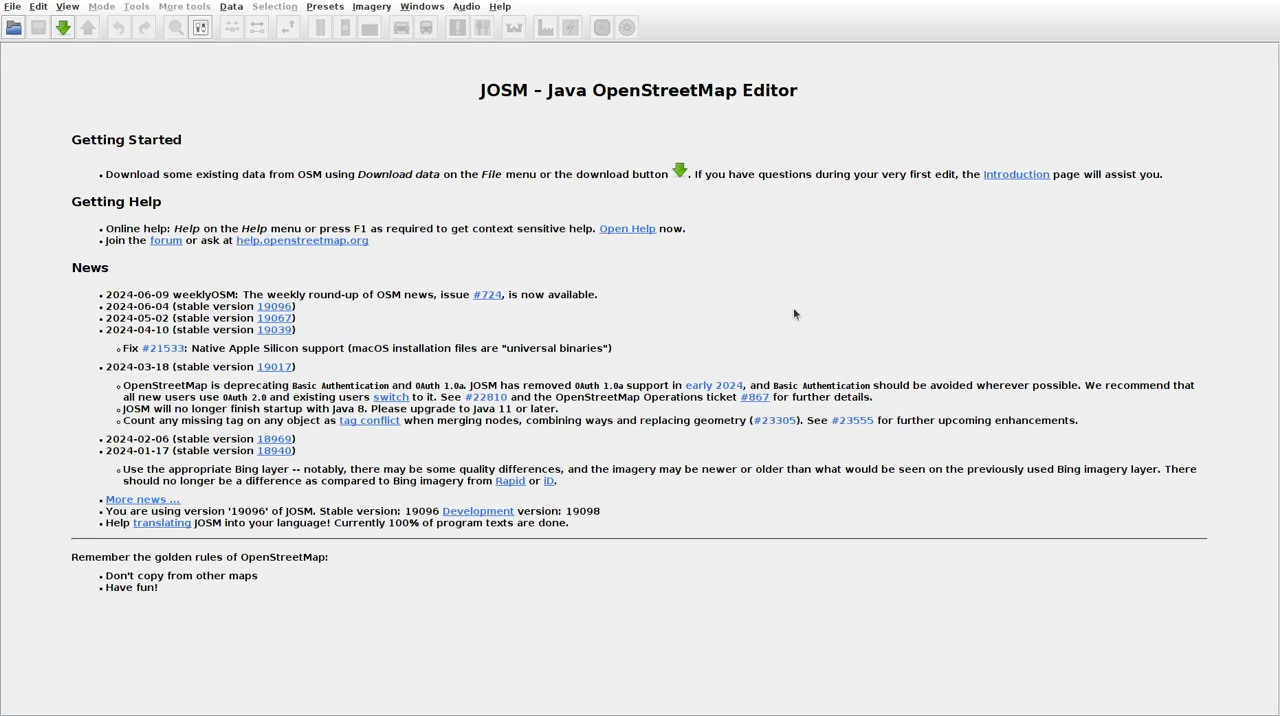 File Edit View Mode Tools More tools Data Selection Presets Imagery Windows Audio Help
JOSM – Java OpenStreetMap Editor
Getting Started
• Download some existing data from OSM using Download data on the File menu or the download button . If you have questions during your very first edit, the Introduction page will assist you.
Getting Help
• Online help: Help on the Help menu or press F1 as required to get context sensitive help. Open Help now.
• Join the forum or ask at help.openstreetmap.org
News
• 2024-06-09 weeklyOSM: The weekly round-up of OSM news, issue #724, is now available.
• 2024-06-04 (stable version 19096)
• 2024-05-02 (stable version 19067)
• 2024-04-10 (stable version 19039)
◦ Fix #21533: Native Apple Silicon support (macOS installation files are "universal binaries")
• 2024-03-18 (stable version 19017)
◦ OpenStreetMap is deprecating Basic Authentication and OAuth 1.0a. JOSM has removed OAuth 1.0a support in early 2024, and Basic Authentication should be avoided wherever possible. We recommend that
all new users use OAuth 2.0 and existing users switch to it. See #22810 and the OpenStreetMap Operations ticket #867 for further details.
◦ JOSM will no longer finish startup with Java 8. Please upgrade to Java 11 or later.
◦ Count any missing tag on any object as tag conflict when merging nodes, combining ways and replacing geometry (#23305). See #23555 for further upcoming enhancements.
• 2024-02-06 (stable version 18969)
• 2024-01-17 (stable version 18940)
◦ Use the appropriate Bing layer -- notably, there may be some quality differences, and the imagery may be newer or older than what would be seen on the previously used Bing imagery layer. There
should no longer be a difference as compared to Bing imagery from Rapid or iD.
• More news ...
• You are using version '19096' of JOSM. Stable version: 19096 Development version: 19098
• Help translating JOSM into your language! Currently 100% of program texts are done.
Remember the golden rules of OpenStreetMap:
• Don't copy from other maps
• Have fun!